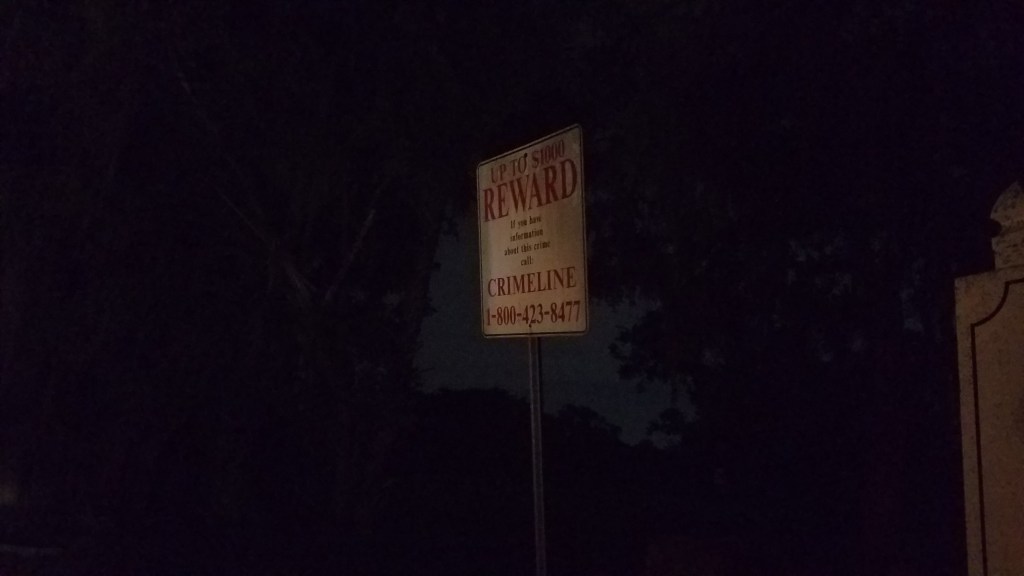 UP TO $1000
REWARD
If you have
information
about this crime
call:
CRIMELINE
1-800-423-8477